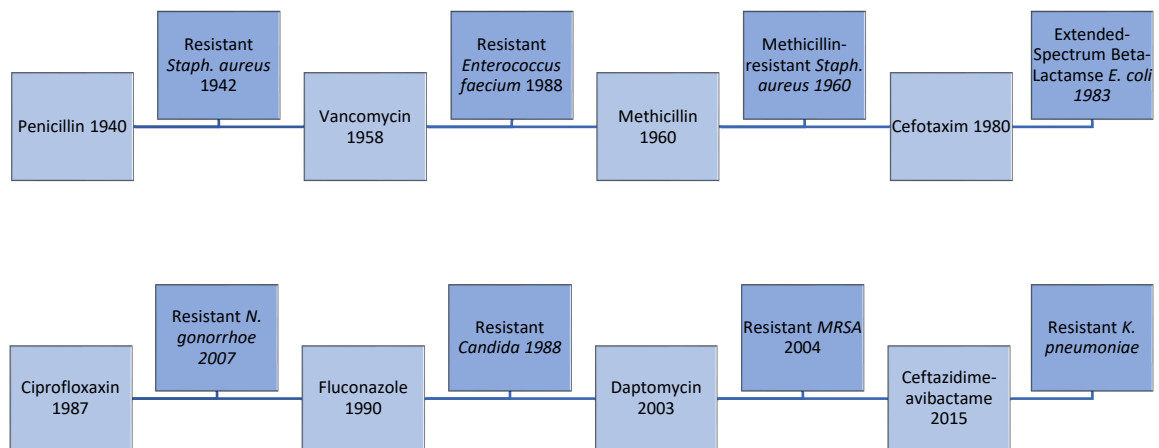 Resistant
Staph. aureus
1942
Resistant
Enterococcus
faecium 1988
Methicillin-
resistant Staph.
aureus 1960
Extended-
Spectrum Beta-
Lactamse E. coli
1983
Penicillin 1940
Vancomycin
1958
Methicillin
1960
Cefotaxim 1980
Resistant N.
gonorrhoe
2007
Resistant
Candida 1988
Resistant MRSA
2004
Resistant K.
pneumoniae
Ciprofloxaxin
1987
Fluconazole
1990
Daptomycin
2003
Ceftazidime-
avibactame
2015